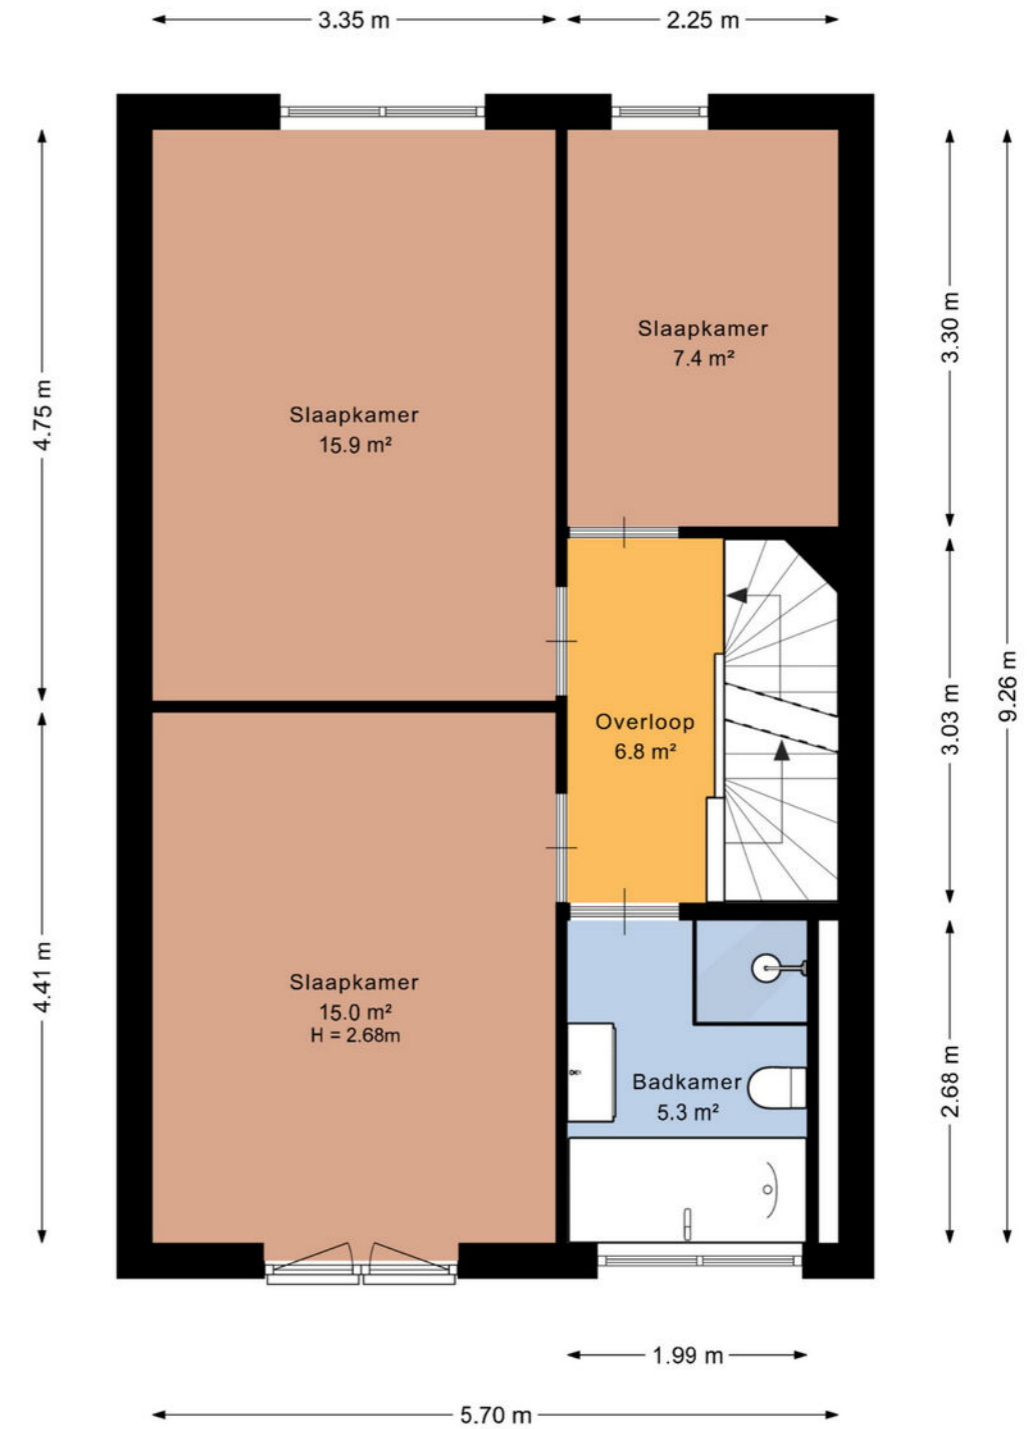 3.35 m
2.25 m
Slaapkamer
7.4 m²
3.30 m
4.75 m
Slaapkamer
15.9 m²
Overloop
6.8 m²
3.03 m
9.26 m
Slaapkamer
15.0 m²
H = 2.68m
4.41 m
Badkamer
5.3 m²
2.68 m
1.99 m
5.70 m